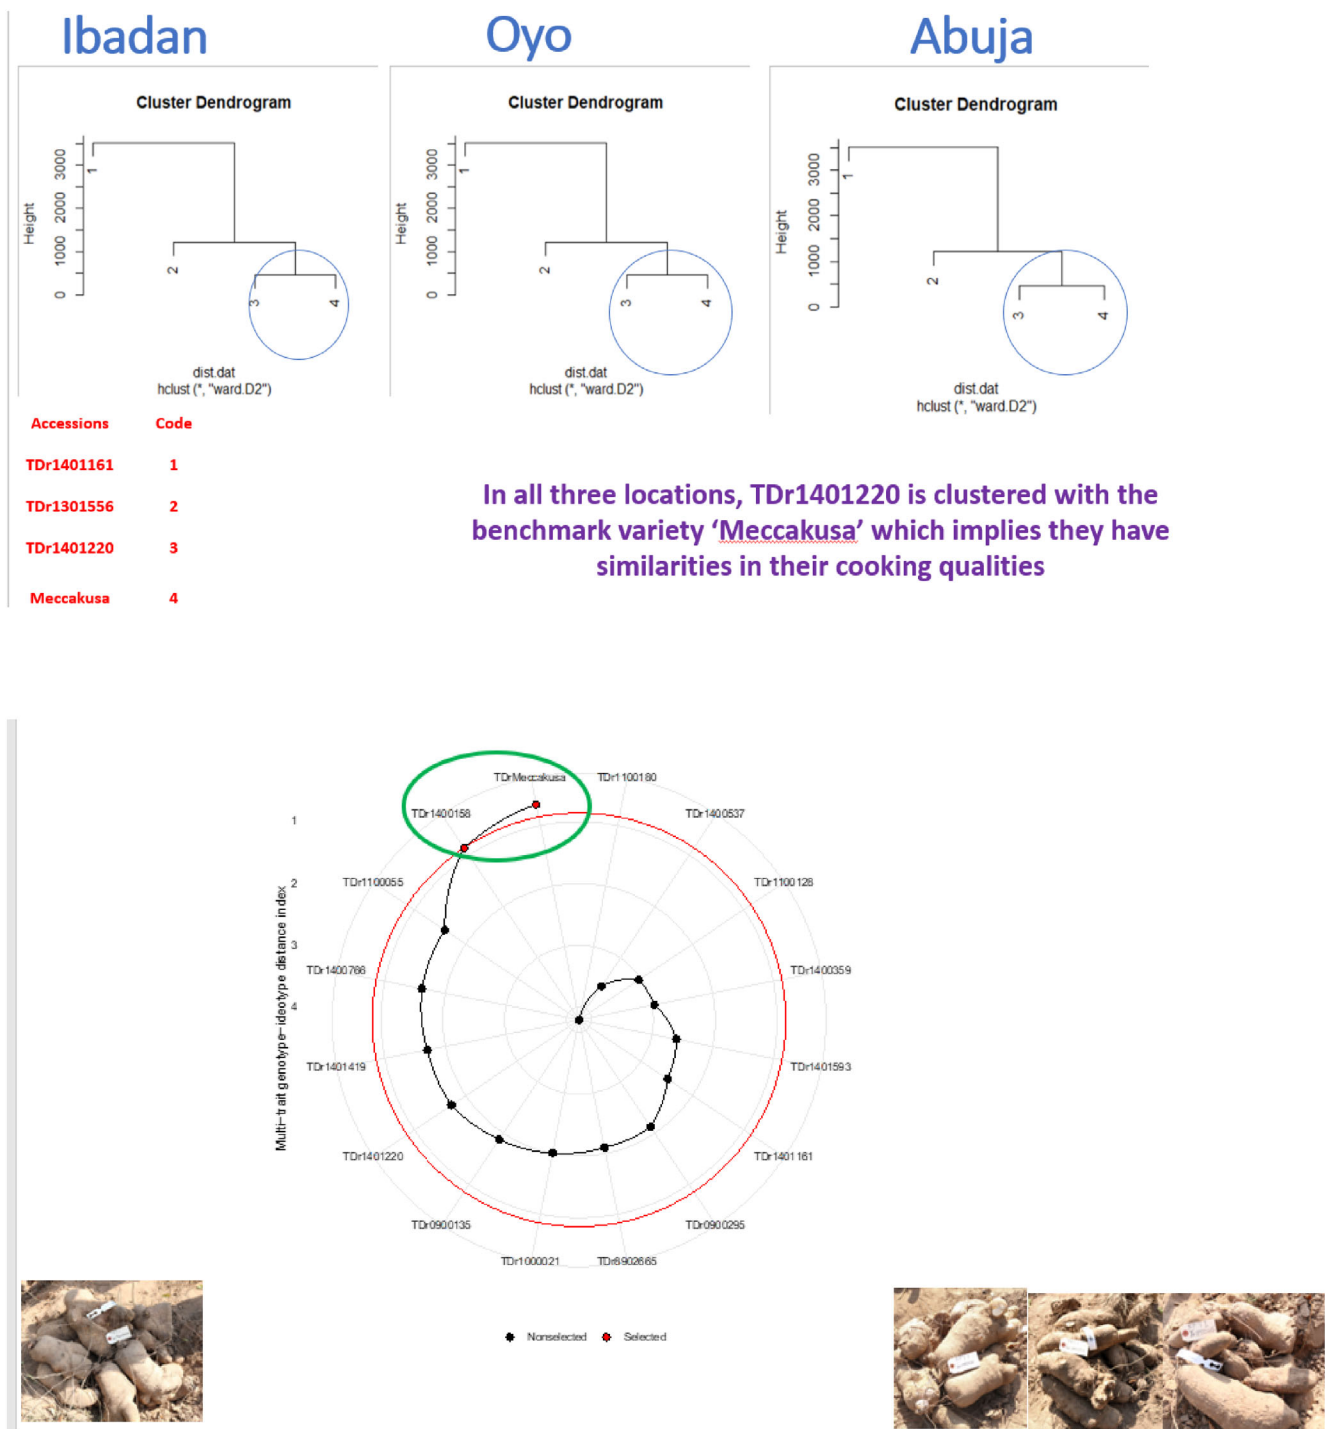 Ibadan
Oyo
Abuja
Cluster Dendrogram
Height
0 1000 2000 3000
1
2
3
4
dist.dat
hclust (*, "ward.D2")
Cluster Dendrogram
Height
0 1000 2000 3000
1
2
3
4
dist.dat
hclust (*, "ward.D2")
Cluster Dendrogram
Height
0 1000 2000 3000
1
2
3
4
dist.dat
hclust (*, "ward.D2")
Accessions Code
TDr1401161 1
TDr1301556 2
TDr1401220 3
Meccakusa 4
In all three locations, TDr1401220 is clustered with the
benchmark variety ‘Meccakusa’ which implies they have
similarities in their cooking qualities
TDrMeccakusa
TDr1100180
TDr1400158
TDr1400537
TDr1100055
TDr1100128
TDr1400766
TDr1400359
TDr1401419
TDr1401593
TDr1401220
TDr1401161
TDr0900135
TDr0900295
TDr1000021
TDr8902665
1
2
3
4
Multi-trait genotype-ideotype distance index
Nonselected Selected